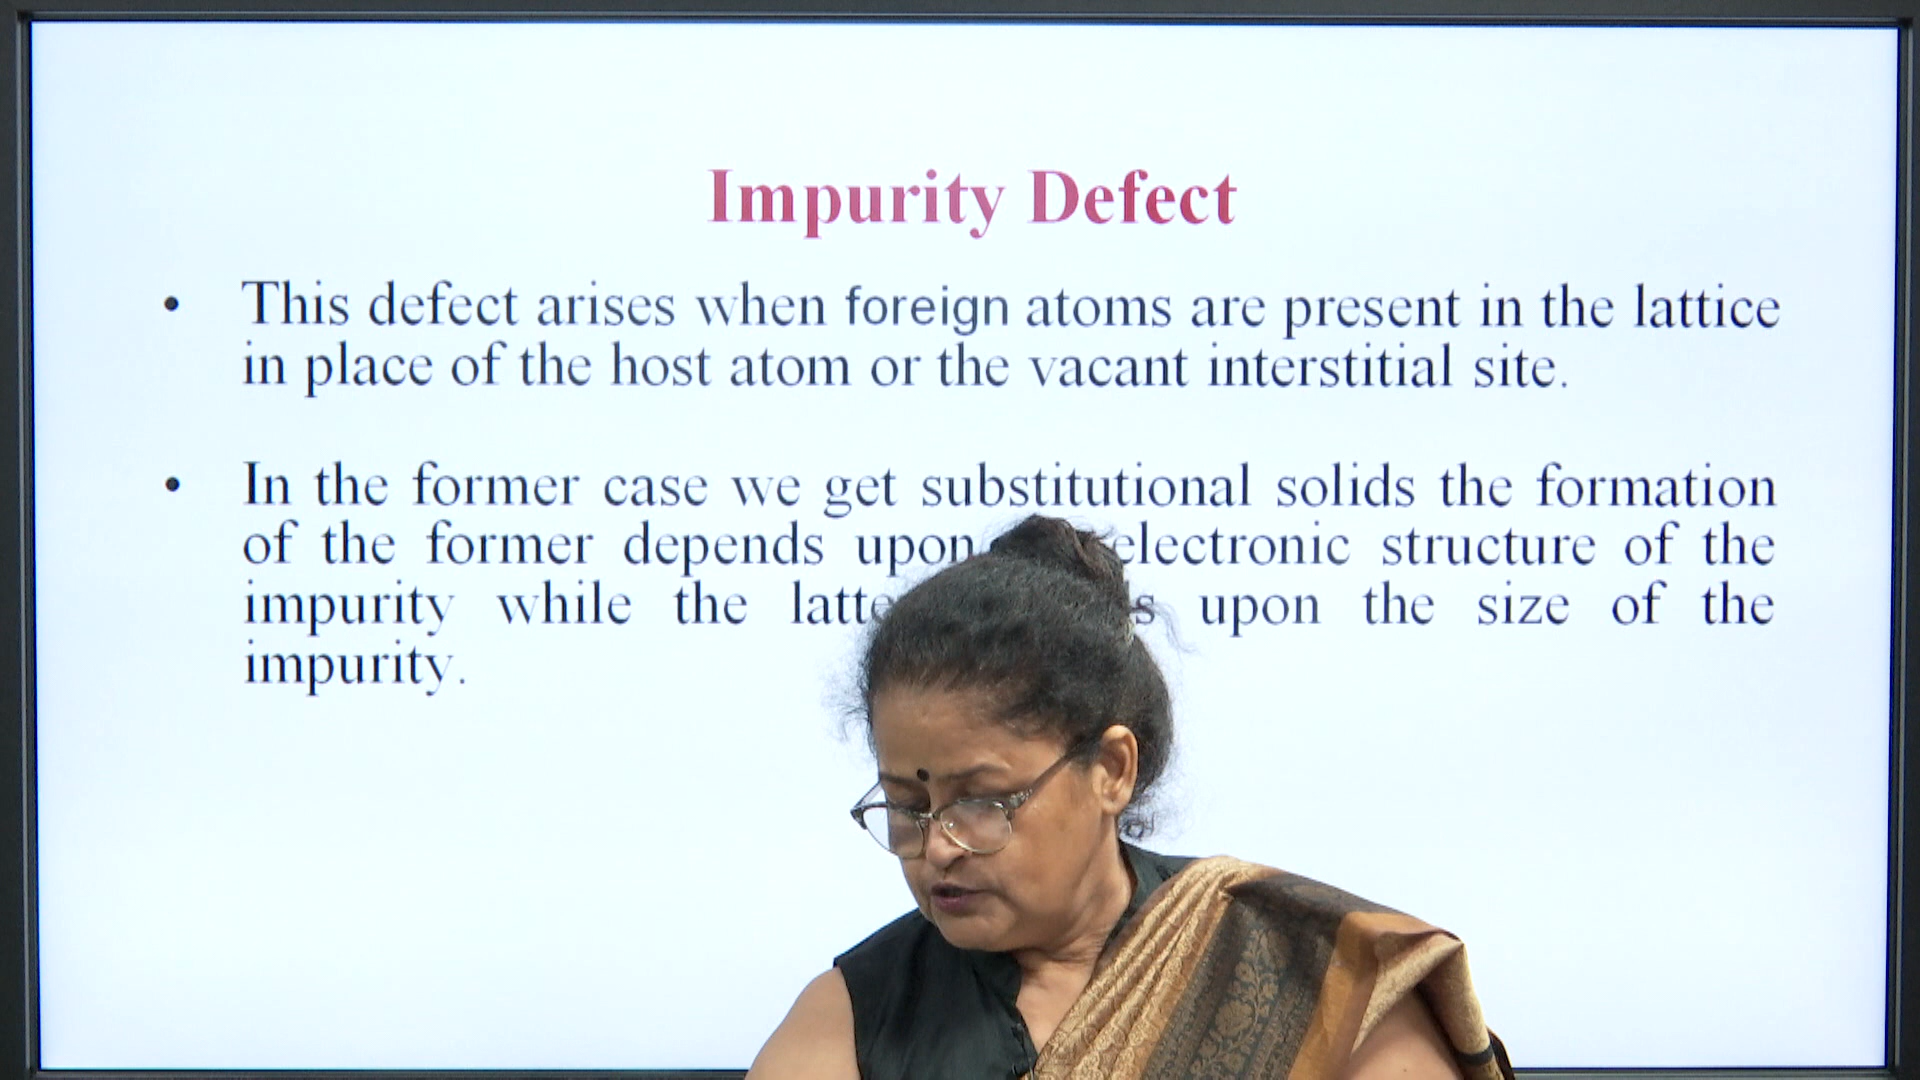 Impurity Defect
• This defect arises when foreign atoms are present in the lattice
in place of the host atom or the vacant interstitial site.
• In the former case we get substitutional solids the formation
of the former depends upon electronic structure of the
impurity while the upon the size of the
impurity.